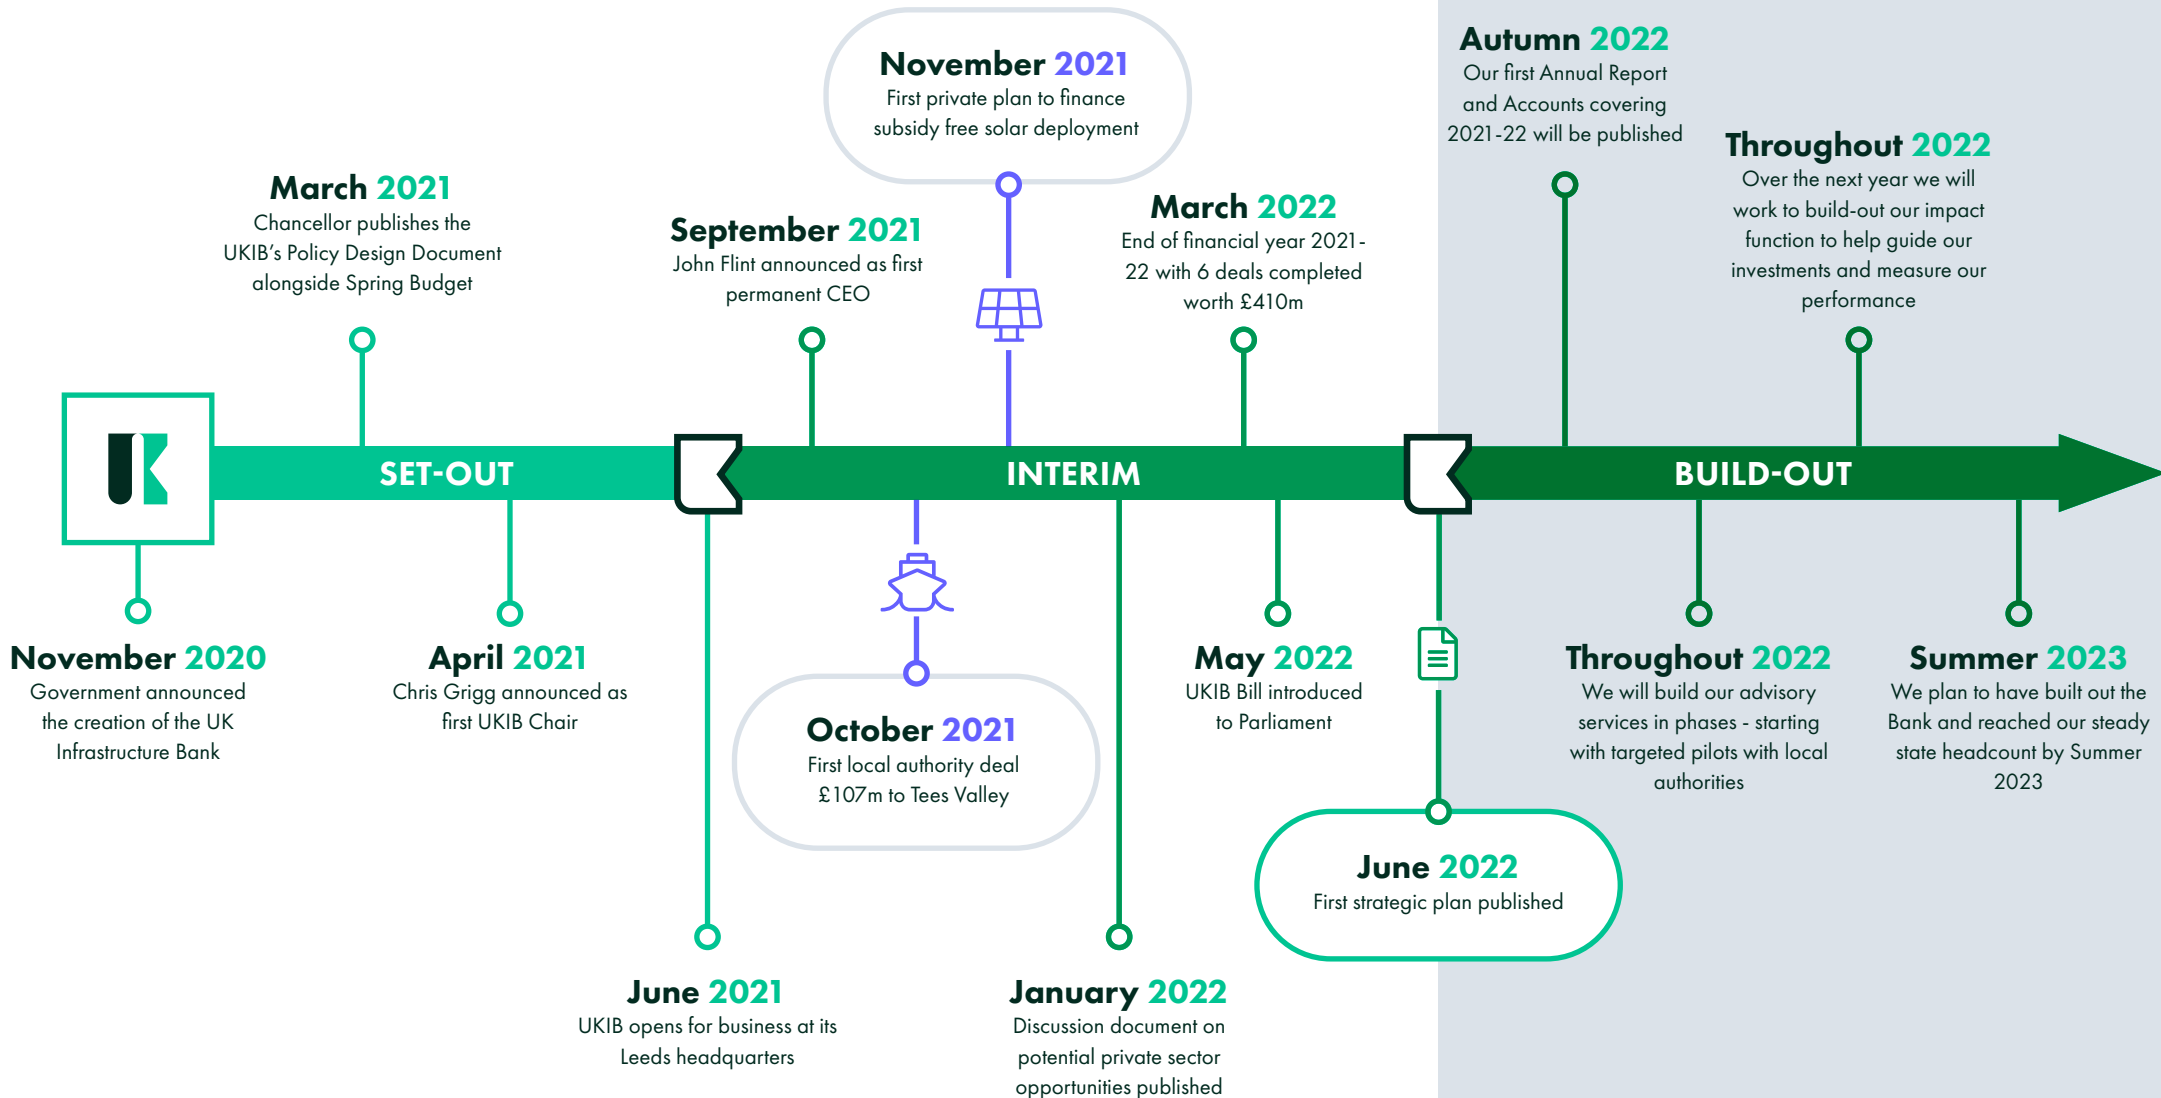 November 2020
Government announced
the creation of the UK
Infrastructure Bank
March 2021
Chancellor publishes the
UKIB’s Policy Design Document
alongside Spring Budget
UK
SET-OUT
April 2021
Chris Grigg announced as
first UKIB Chair
June 2021
UKIB opens for business at its
Leeds headquarters
September 2021
John Flint announced as first
permanent CEO
INTERIM
October 2021
First local authority deal
£107m to Tees Valley
November 2021
First private plan to finance
subsidy free solar deployment
January 2022
Discussion document on
potential private sector
opportunities published
March 2022
End of financial year 2021-
22 with 6 deals completed
worth £410m
May 2022
UKIB Bill introduced
to Parliament
June 2022
First strategic plan published
Autumn 2022
Our first Annual Report
and Accounts covering
2021-22 will be published
BUILD-OUT
Throughout 2022
We will build our advisory
services in phases - starting
with targeted pilots with local
authorities
Throughout 2022
Over the next year we will
work to build-out our impact
function to help guide our
investments and measure our
performance
Summer 2023
We plan to have built out the
Bank and reached our steady
state headcount by Summer
2023